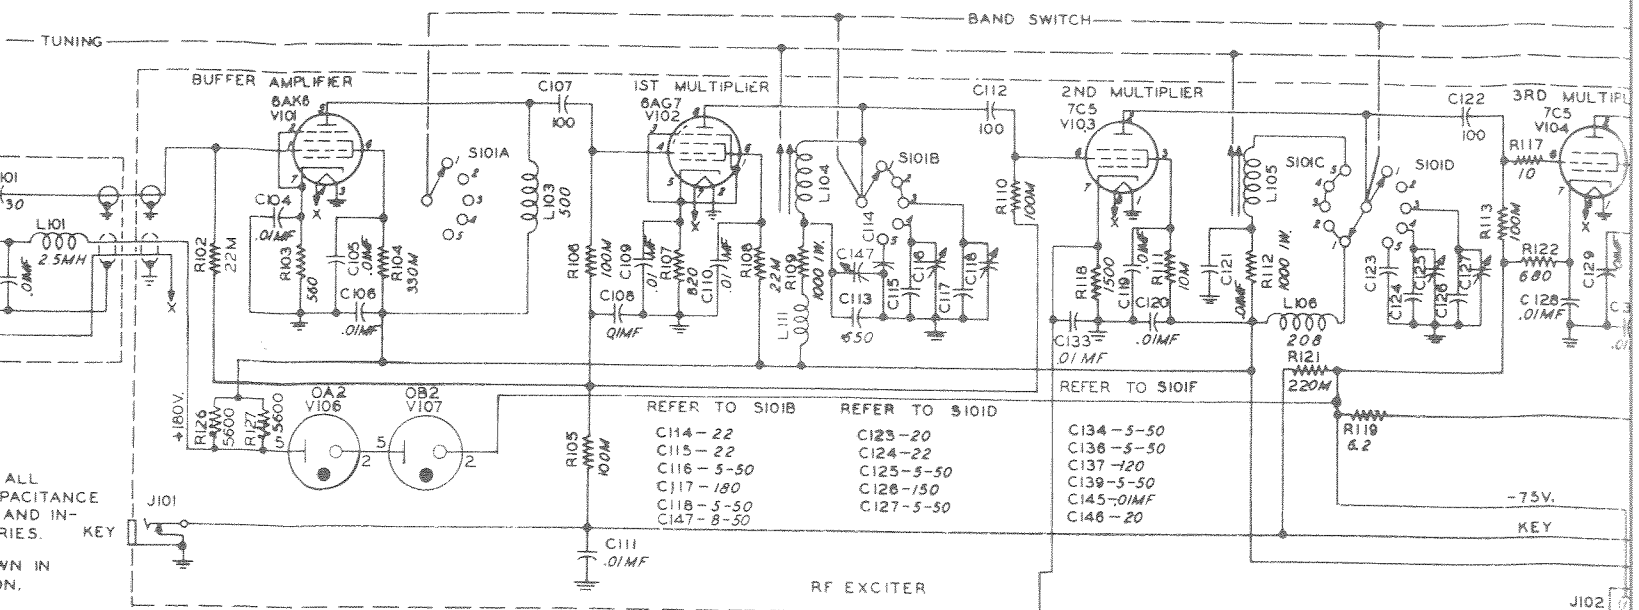 BAND SWITCH
TUNING
BUFFER AMPLIFIER
6AK6
V101
C107
100
1ST MULTIPLIER
6AG7
V102
C112
100
2ND MULTIPLIER
7C5
V103
C122
100
3RD MULTIPL
7C5
V104
R117
10
S101A
S101B
S101C
S101D
L101
2.5MH
.01MF
30
R102
22M
C104
.01MF
R103
560
C105
.01MF
R104
330M
C106
.01MF
L103
500
R106
100M
C108
.01MF
C109
.01MF
R107
820
C110
.01MF
R108
22M
L104
R109
1000 1W.
L111
C147
C113
650
C114
C115
C116
C117
C118
R110
100M
R118
1500
C133
.01MF
C119
.01MF
R111
10M
C120
.01MF
C121
.01MF
L105
R112
1000 1W.
L106
208
R121
220M
C123
C124
C125
C126
C127
R113
100M
R122
680
C128
.01MF
C129
.01MF
+180V.
R126
5600
R127
5600
OA2
V106
OB2
V107
R105
100M
REFER TO S101B
C114-22
C115-22
C116-5-50
C117-180
C118-5-50
C147-8-50
REFER TO S101D
C123-20
C124-22
C125-5-50
C126-150
C127-5-50
REFER TO S101F
C134-5-50
C136-5-50
C137-120
C139-5-50
C145-.01MF
C146-20
R119
6.2
-75V.
KEY
ALL
PACITANCE
AND IN-
RIES.
WN IN
ON.
J101
KEY
C111
.01MF
RF EXCITER
J102